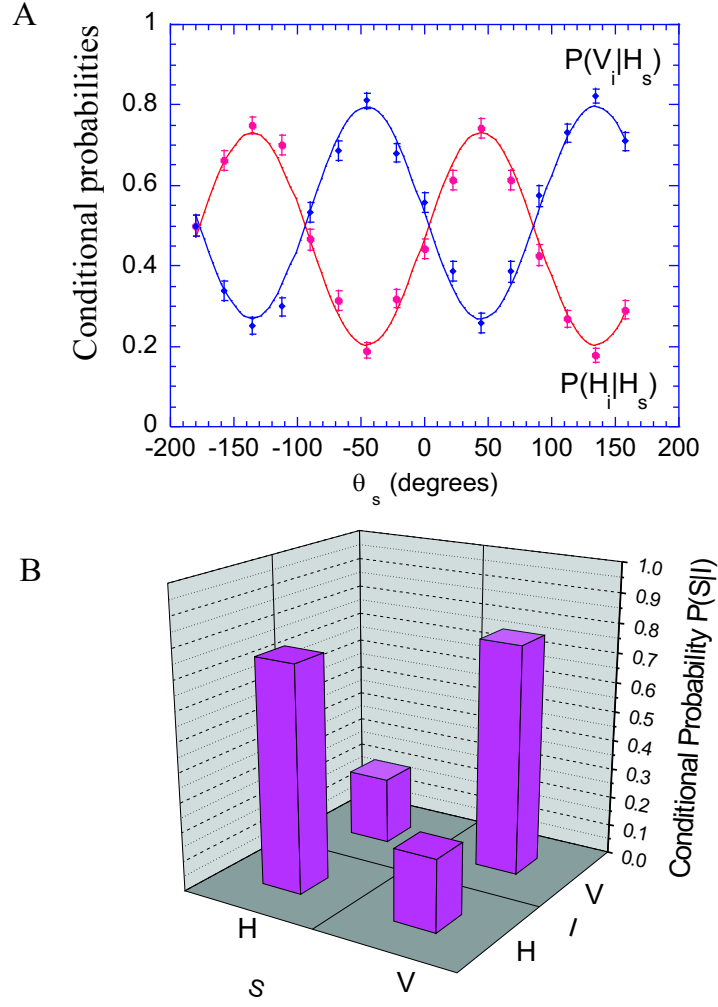 A
Conditional probabilities
1
0.8
0.6
0.4
0.2
0
P(V_i|H_s)
P(H_i|H_s)
-200 -150 -100 -50 0 50 100 150 200
θ_s (degrees)
B
1.0
0.9
0.8
0.7
0.6
0.5
0.4
0.3
0.2
0.1
0.0
Conditional Probability P(S|I)
H
V
S
H
V
I